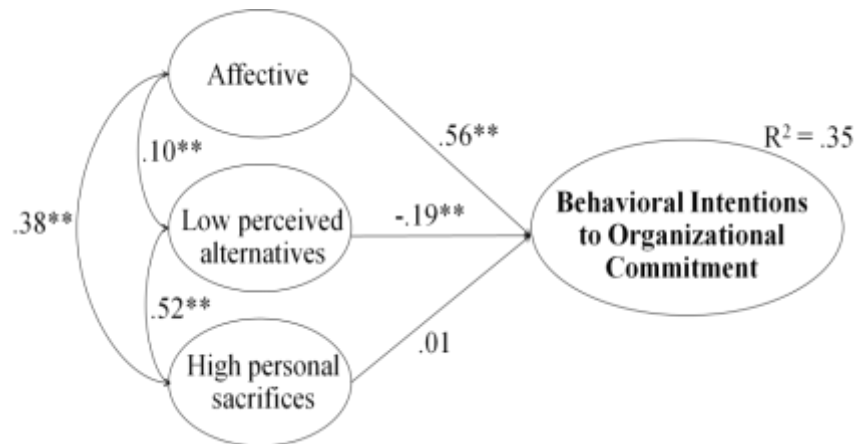 Affective
R² = .35
.10**
.56**
.38**
Low perceived
alternatives
-.19**
Behavioral Intentions
to Organizational
Commitment
.52**
.01
High personal
sacrifices